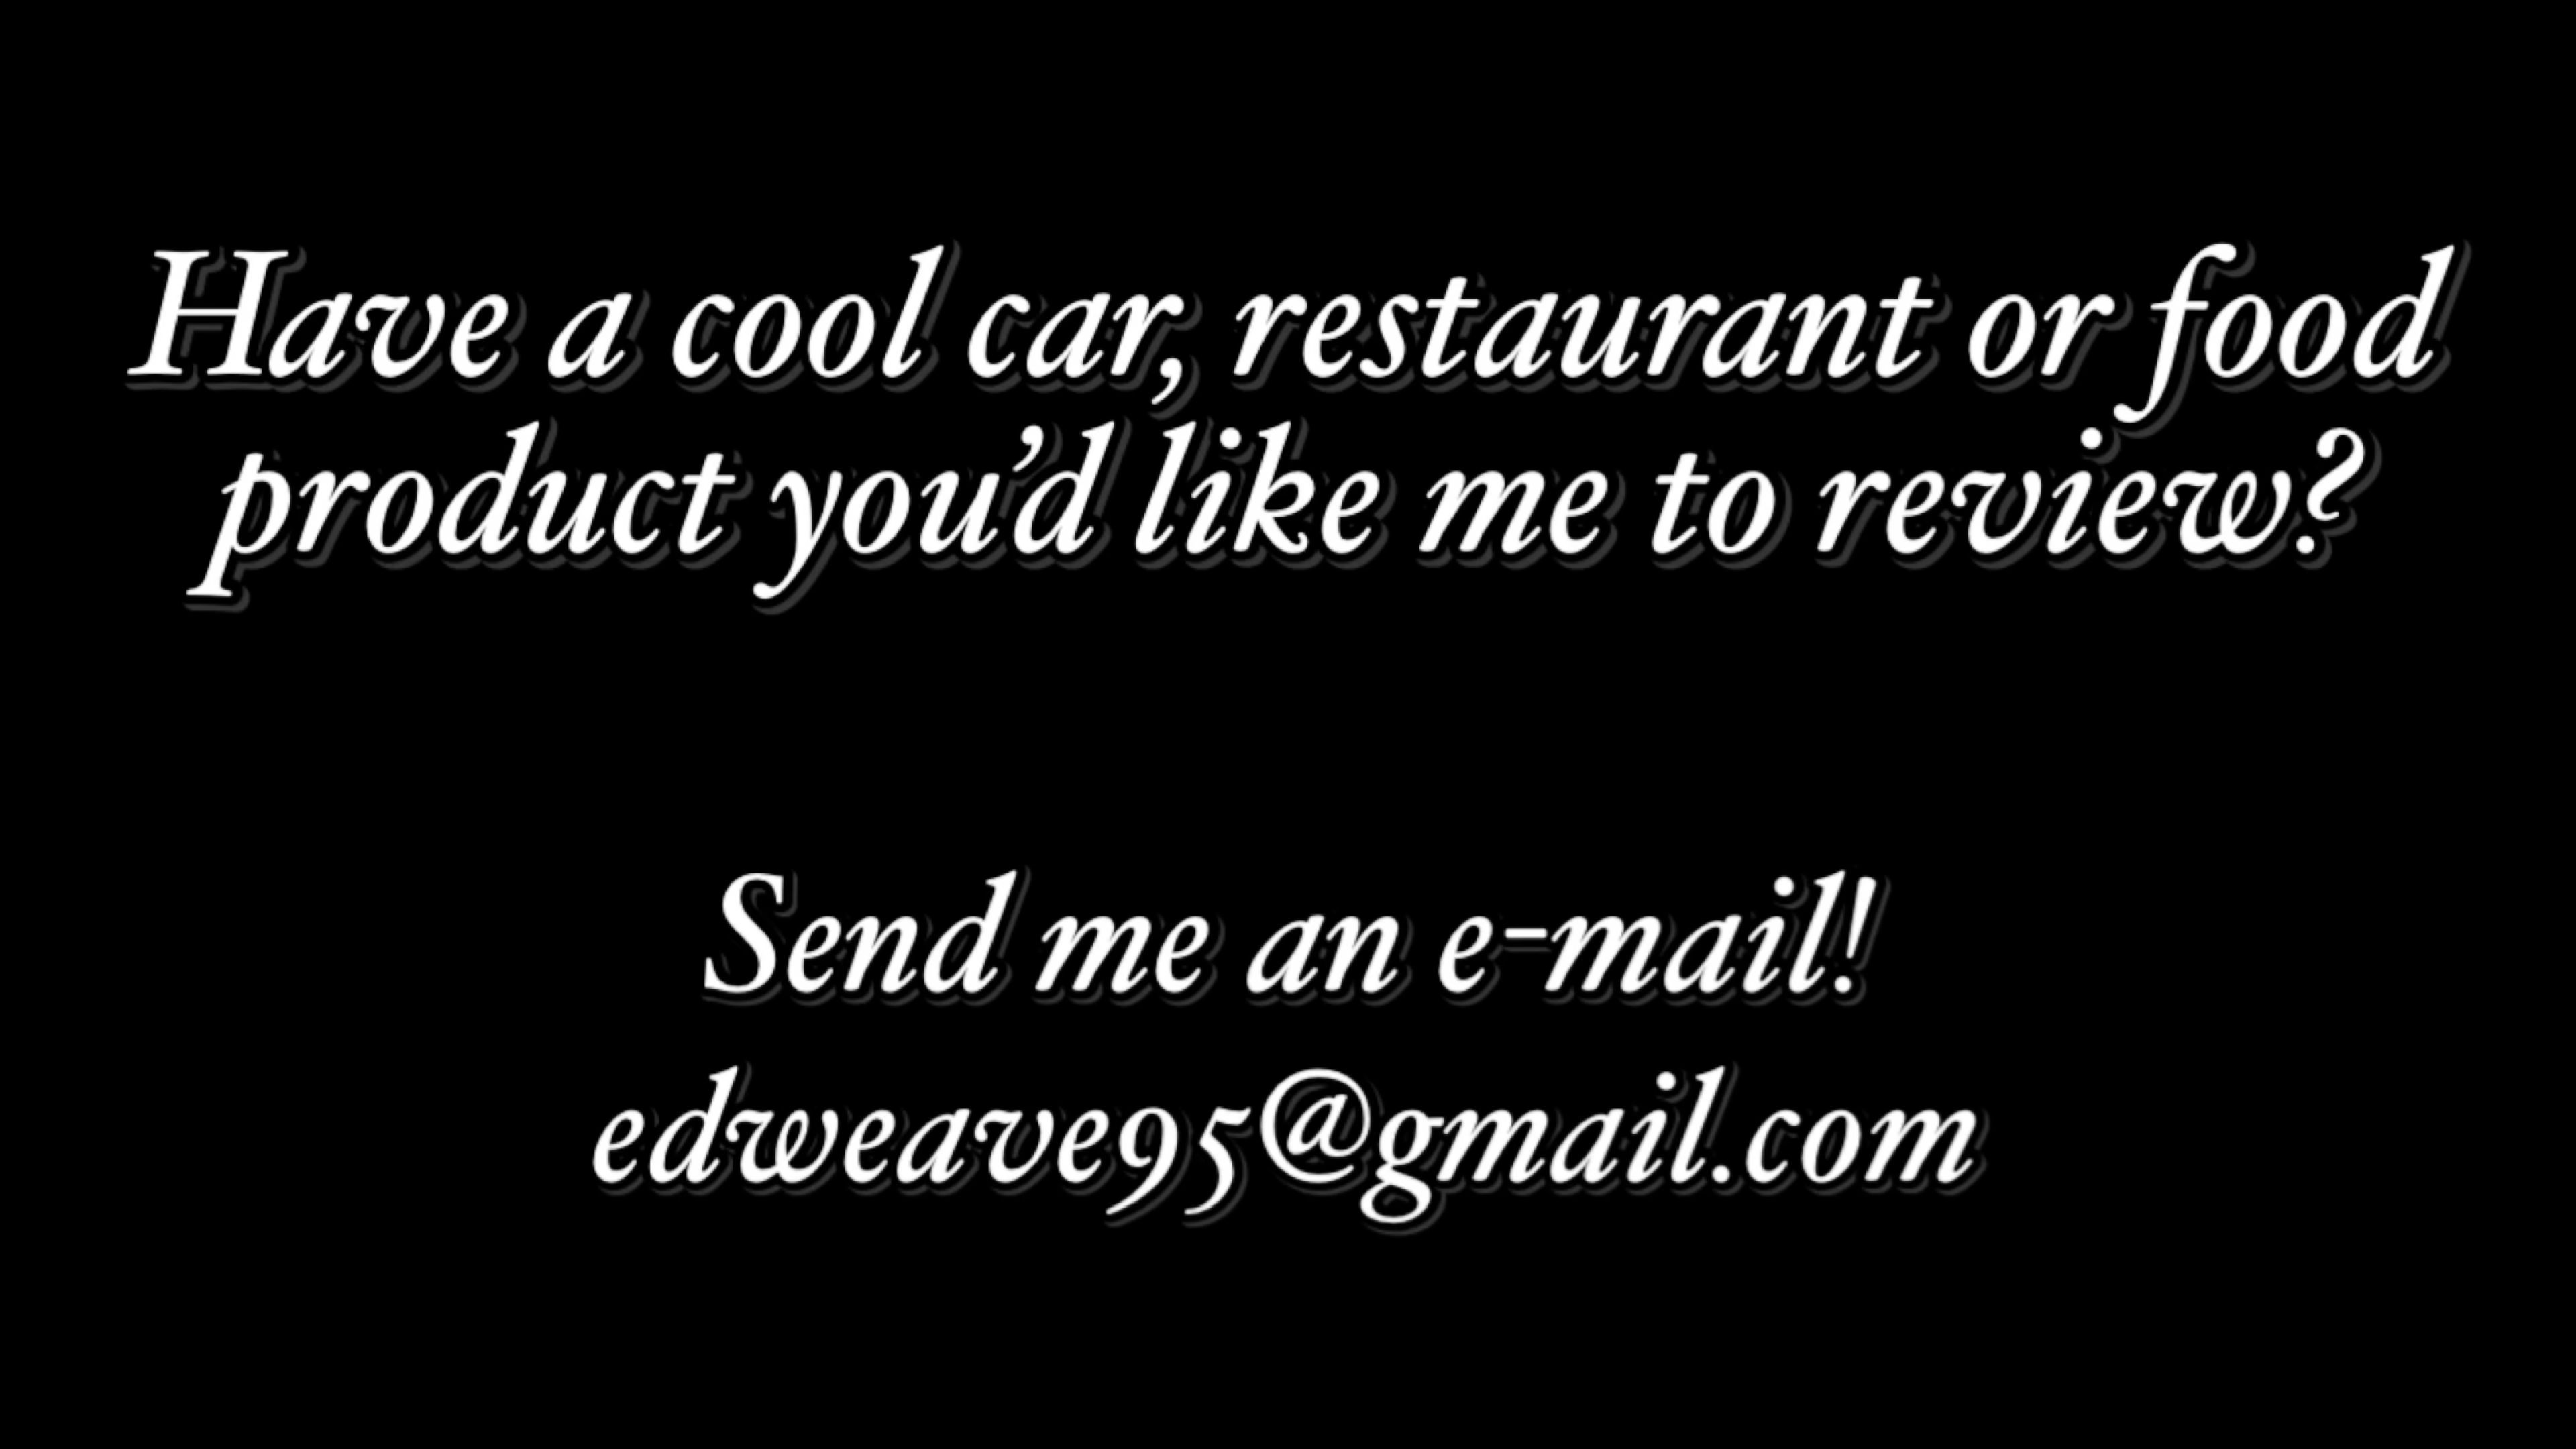 Have a cool car, restaurant or food
product you’d like me to review?
Send me an e-mail!
edweave95@gmail.com